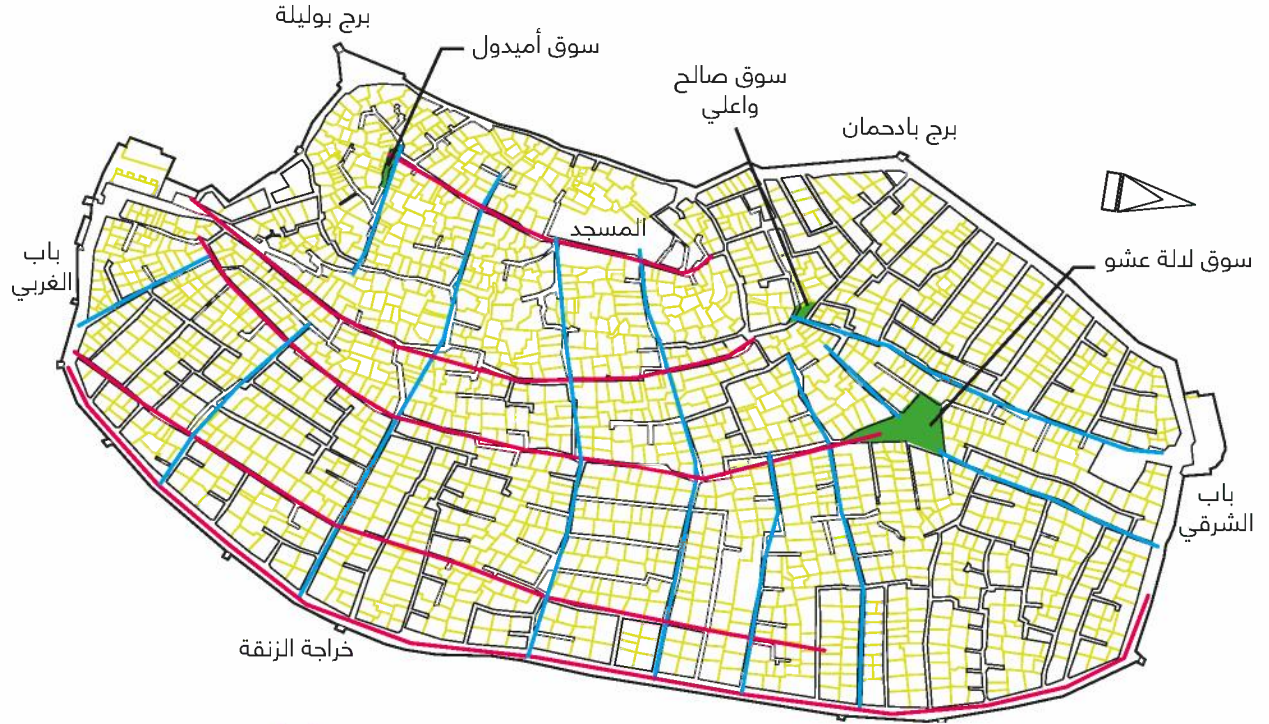 برج بوليلة
سوق أميدول
سوق صالح
واعلي
برج بادحمان
المسجد
باب
الغربي
سوق لالة عشو
باب
الشرقي
خراجة الزنقة